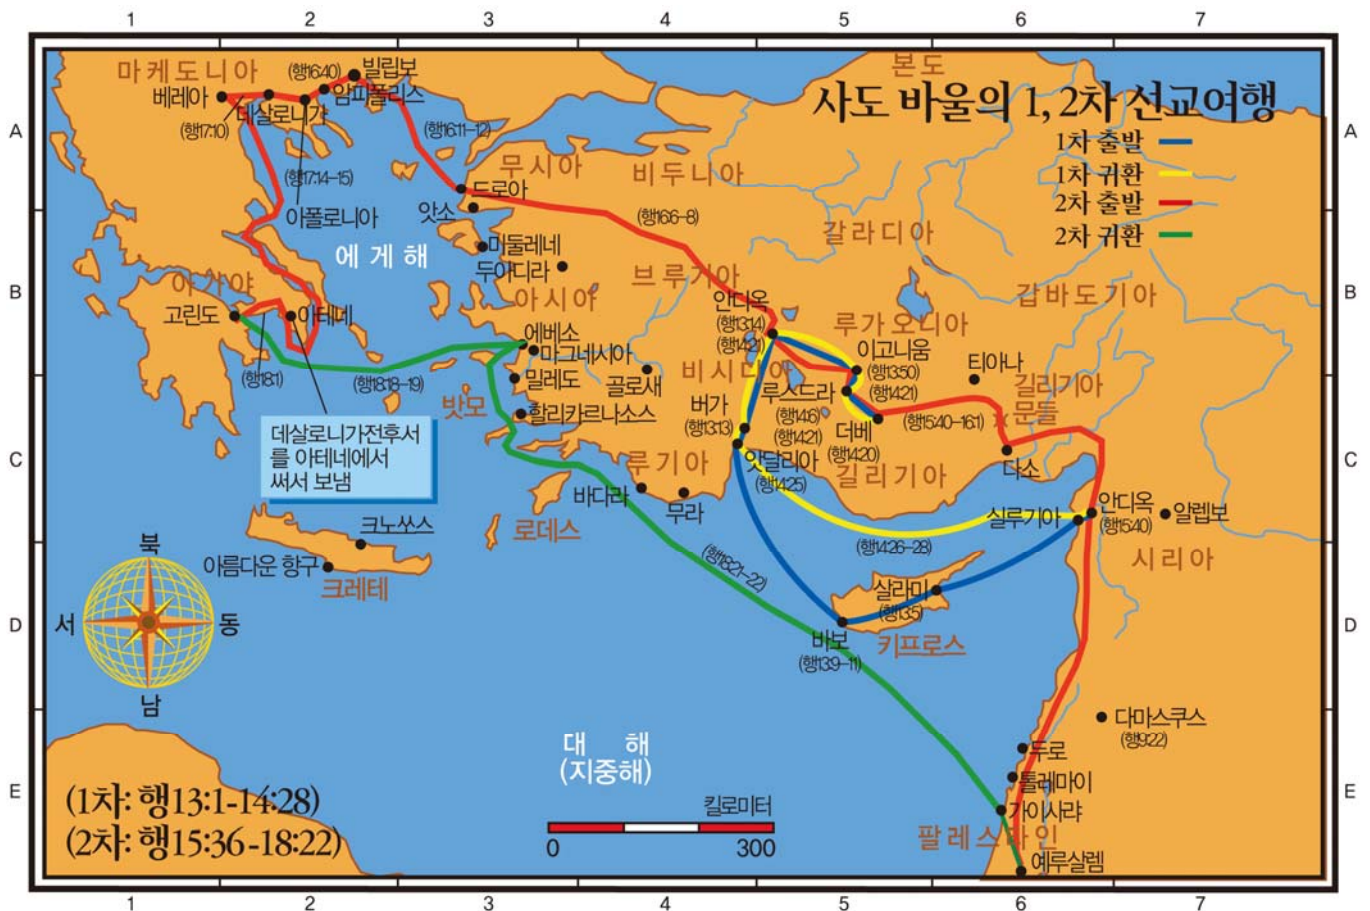 1 2 3 4 5 6 7
A
A
B
B
C
C
D
D
E
E
사도 바울의 1, 2차 선교여행
1차 출발
1차 귀환
2차 출발
2차 귀환
마케도니아
(행16:40)
빌립보
본도
베레아
데살로니가
암피폴리스
(행17:10)
(행16:11-12)
(행17:14-15)
아폴로니아
무시아
비두니아
드로아
앗소
(행16:6-8)
갈라디아
에게해
머둘레네
두아디라
브루기아
아가야
아시아
갑바도기아
고린도
아테네
안디옥
(행13:14)
(행14:21)
루가오니아
에베소
마그네시아
이고니움
(행13:50)
(행14:21)
티아나
(행18:1)
(행18:18-19)
비시디아
길리기아
문들
밀레도
골로새
루스드라
(행14:6)
(행14:21)
밧모
할리카르나소스
버가
(행13:13)
더베
(행14:20)
(행15:40-16:1)
데살로니가전후서
를 아테네에서
써서 보냄
루기아
앗달리아
(행14:25)
길리기아
다소
바다라
무라
안디옥
(행15:40)
알렙보
실루기아
로데스
크노쏘스
(행14:26-28)
시리아
북
아름다운 항구
크레테
(행18:21-22)
살라미
(행13:5)
서
동
바보
(행13:9-11)
키프로스
남
다마스쿠스
(행9:22)
대 해
(지중해)
두로
톨레마이
가이사랴
팔레스타인
예루살렘
(1차: 행13:1-14:28)
(2차: 행15:36-18:22)
킬로미터
0 300
1 2 3 4 5 6 7